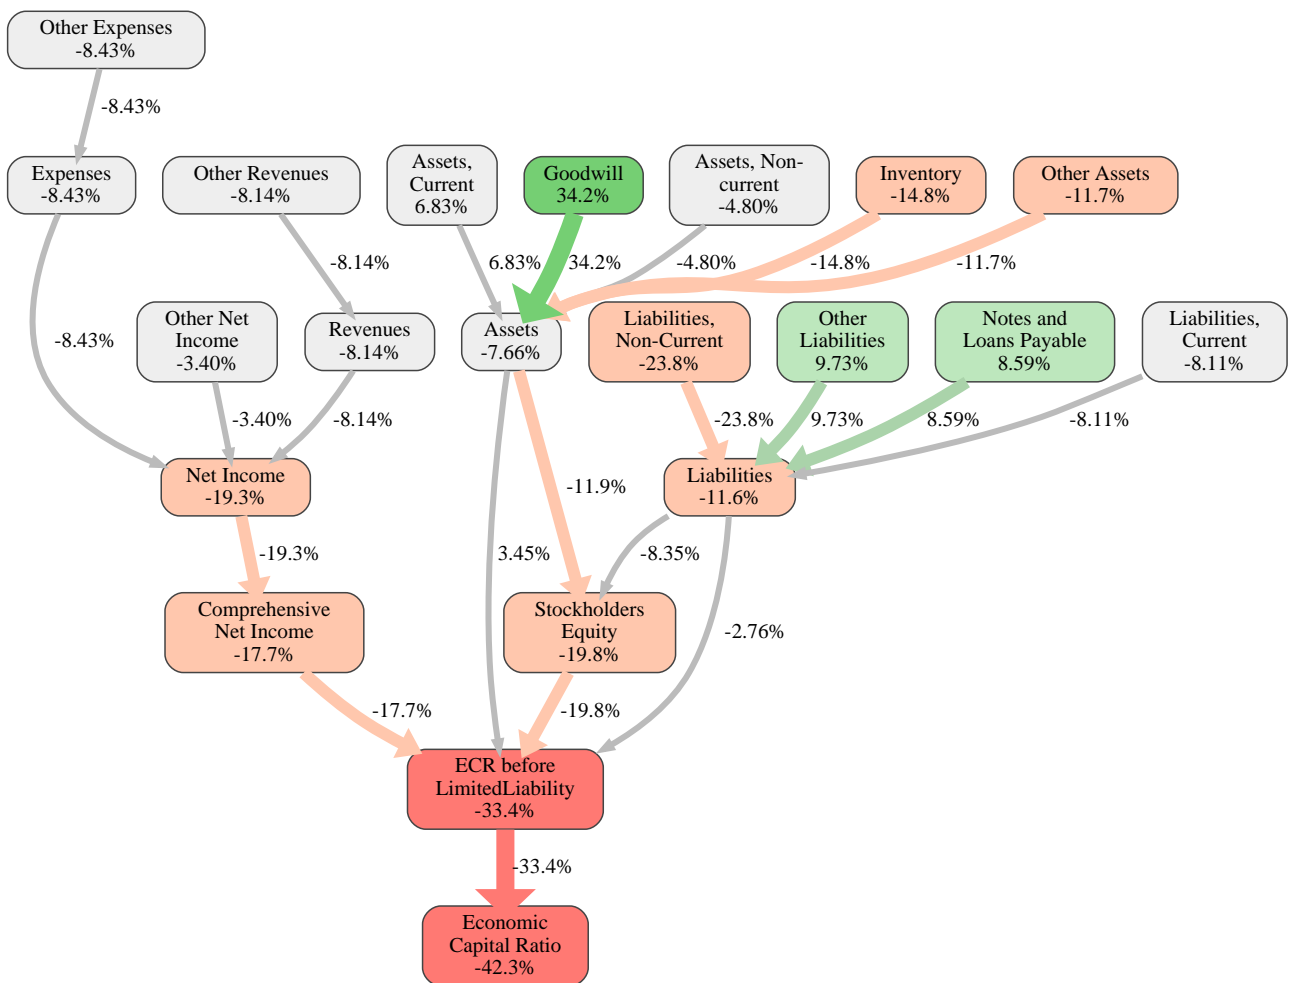 Other Expenses
-8.43%
-8.43%
Expenses
-8.43%
Other Revenues
-8.14%
Assets,
Current
6.83%
Goodwill
34.2%
Assets, Non-
current
-4.80%
Inventory
-14.8%
Other Assets
-11.7%
-8.14%
6.83%
34.2%
-4.80%
-14.8%
-11.7%
-8.43%
Other Net
Income
-3.40%
Revenues
-8.14%
Assets
-7.66%
Liabilities,
Non-Current
-23.8%
Other
Liabilities
9.73%
Notes and
Loans Payable
8.59%
Liabilities,
Current
-8.11%
-3.40%
-8.14%
-23.8%
9.73%
8.59%
-8.11%
Net Income
-19.3%
-11.9%
Liabilities
-11.6%
-19.3%
3.45%
-8.35%
Comprehensive
Net Income
-17.7%
Stockholders
Equity
-19.8%
-2.76%
-17.7%
-19.8%
ECR before
LimitedLiability
-33.4%
-33.4%
Economic
Capital Ratio
-42.3%